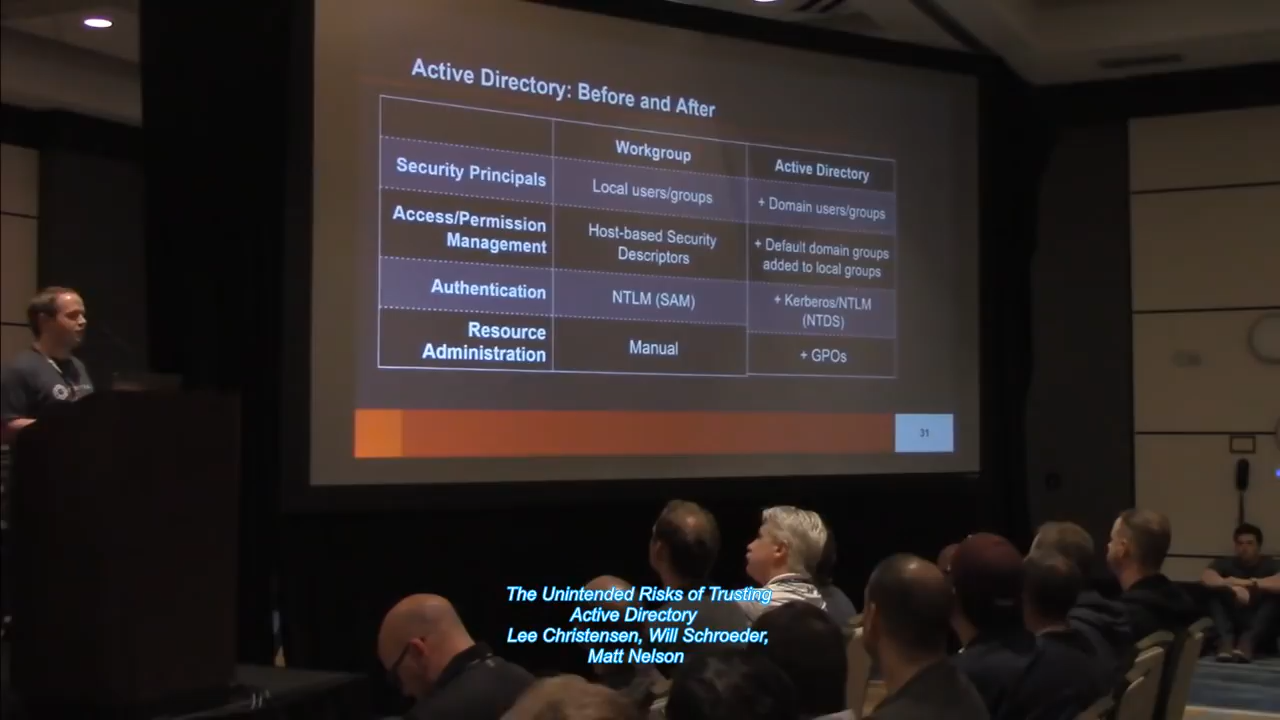 Active Directory: Before and After
Workgroup
Active Directory
Security Principals
Local users/groups
+ Domain users/groups
Access/Permission
Management
Host-based Security
Descriptors
+ Default domain groups
added to local groups
Authentication
NTLM (SAM)
+ Kerberos/NTLM
(NTDS)
Resource
Administration
Manual
+ GPOs
31
The Unintended Risks of Trusting
Active Directory
Lee Christensen, Will Schroeder,
Matt Nelson